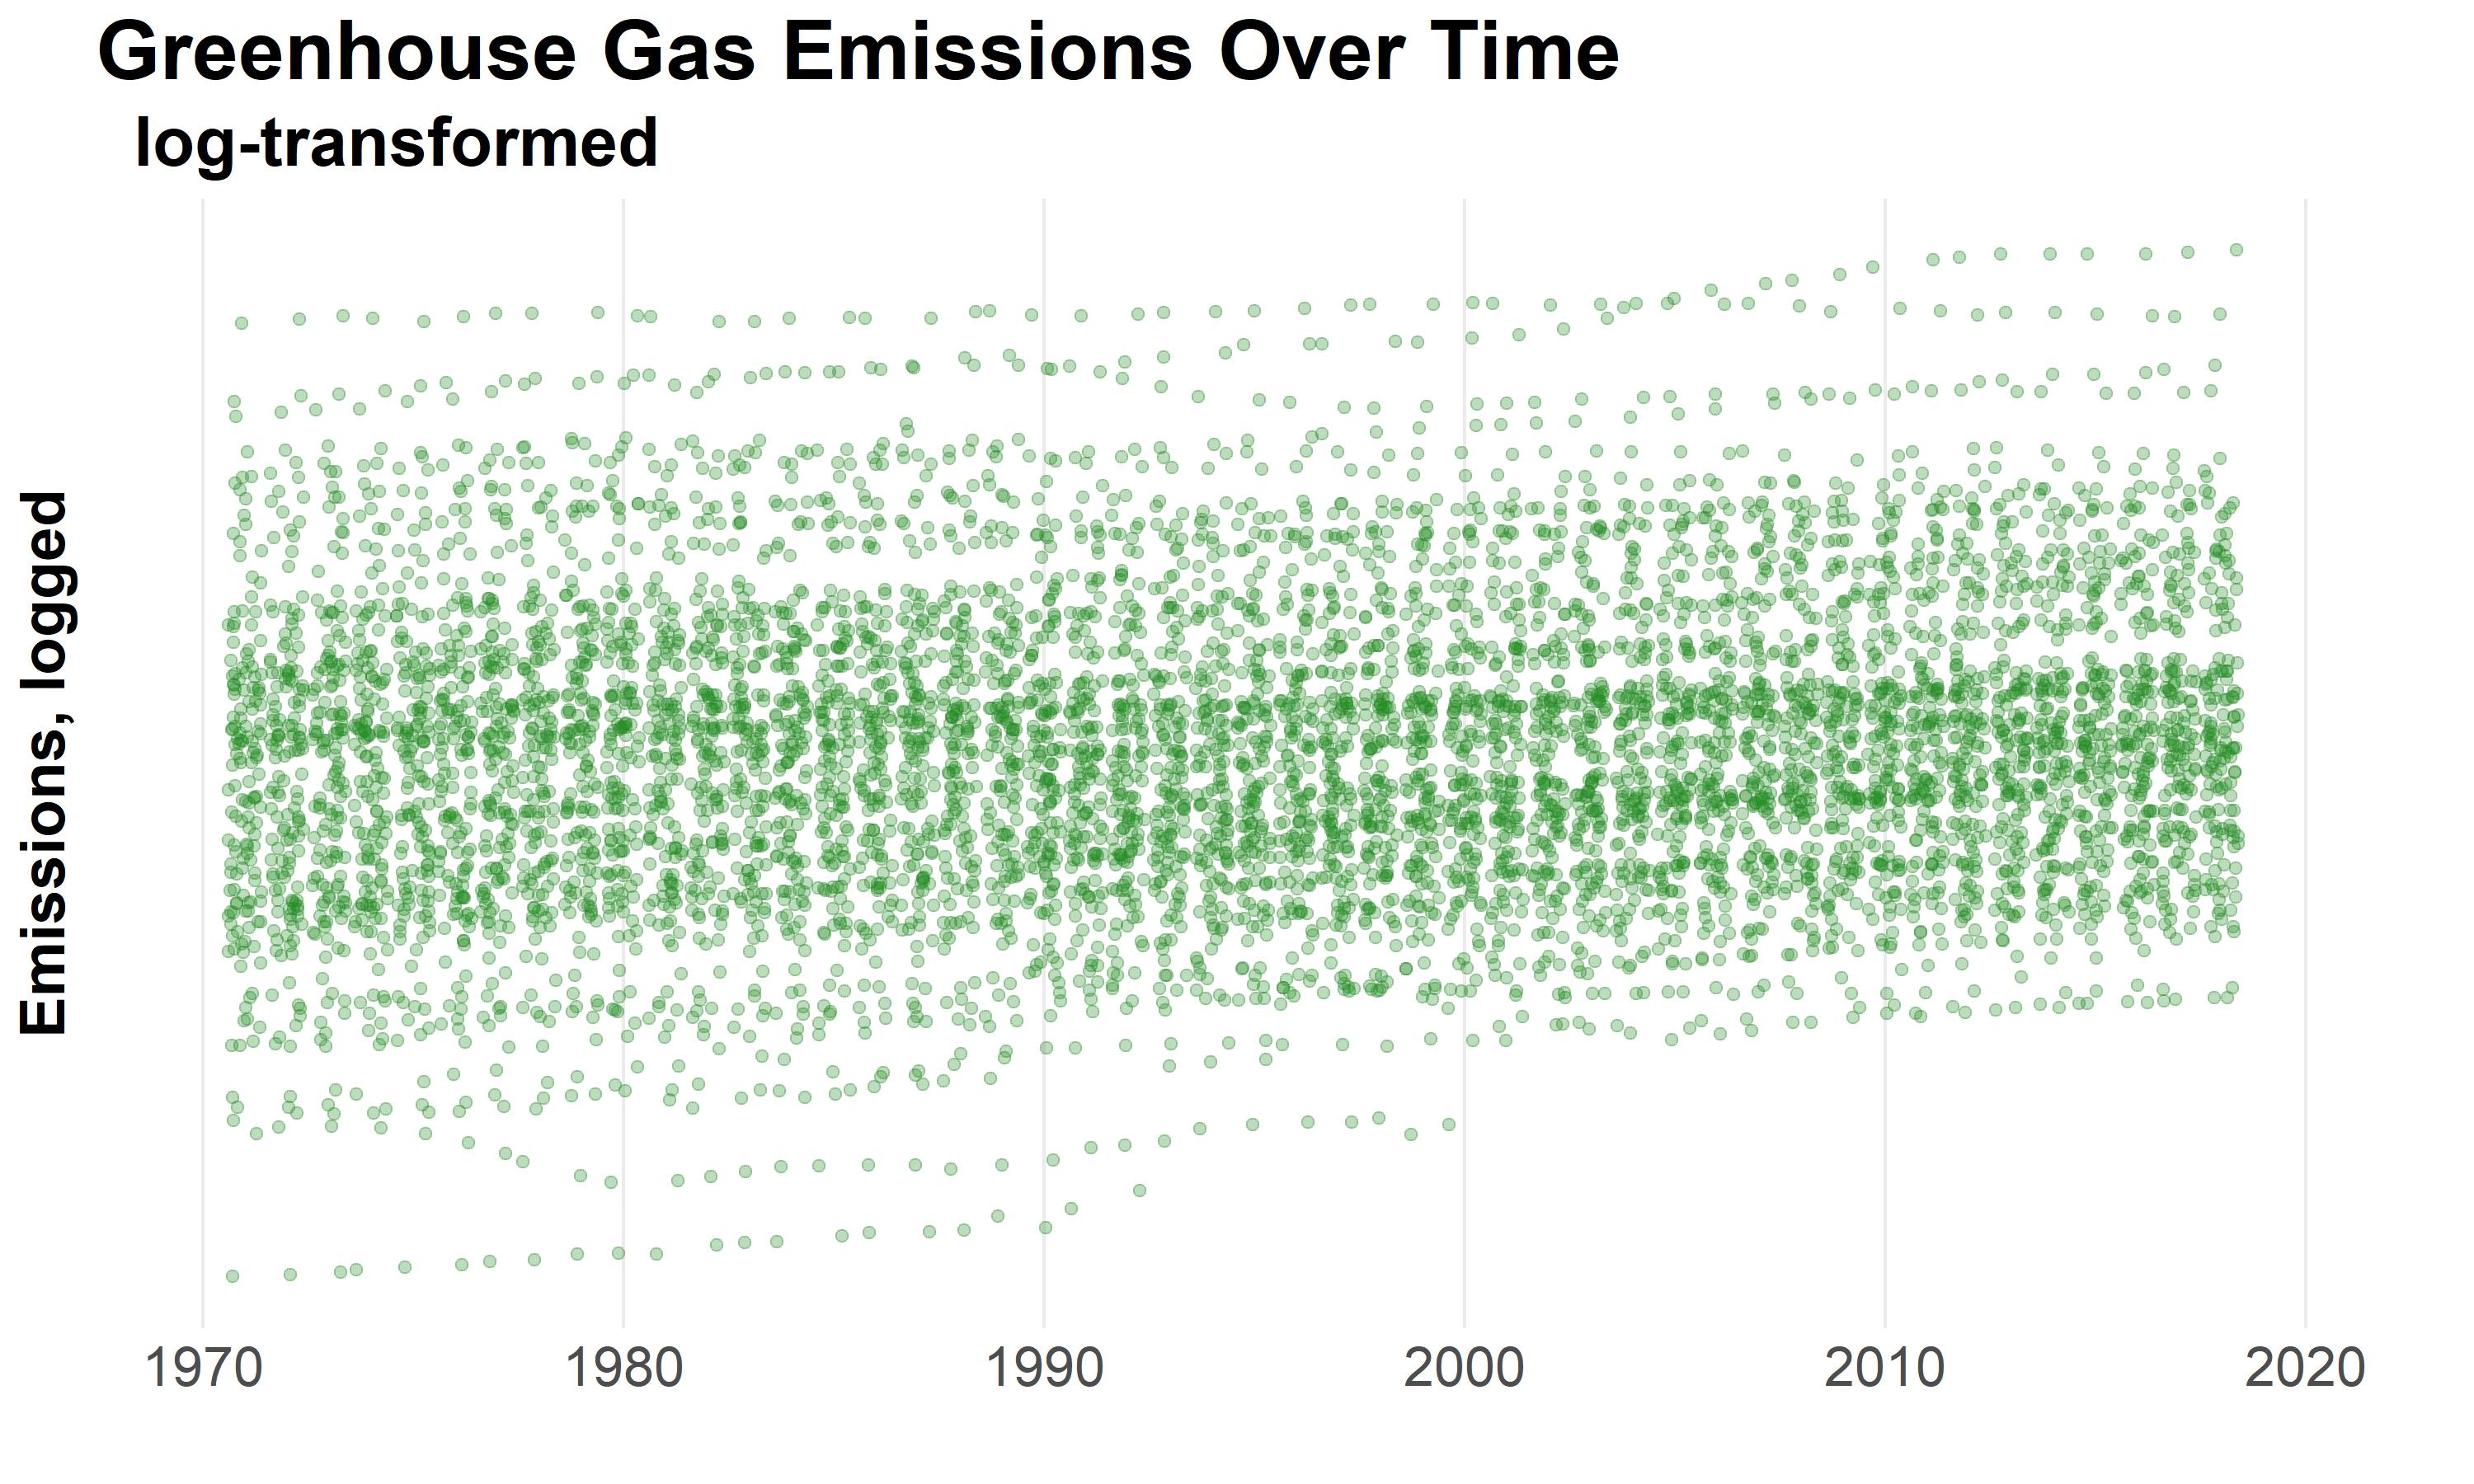 Greenhouse Gas Emissions Over Time
log-transformed
Emissions, logged
1970 1980 1990 2000 2010 2020